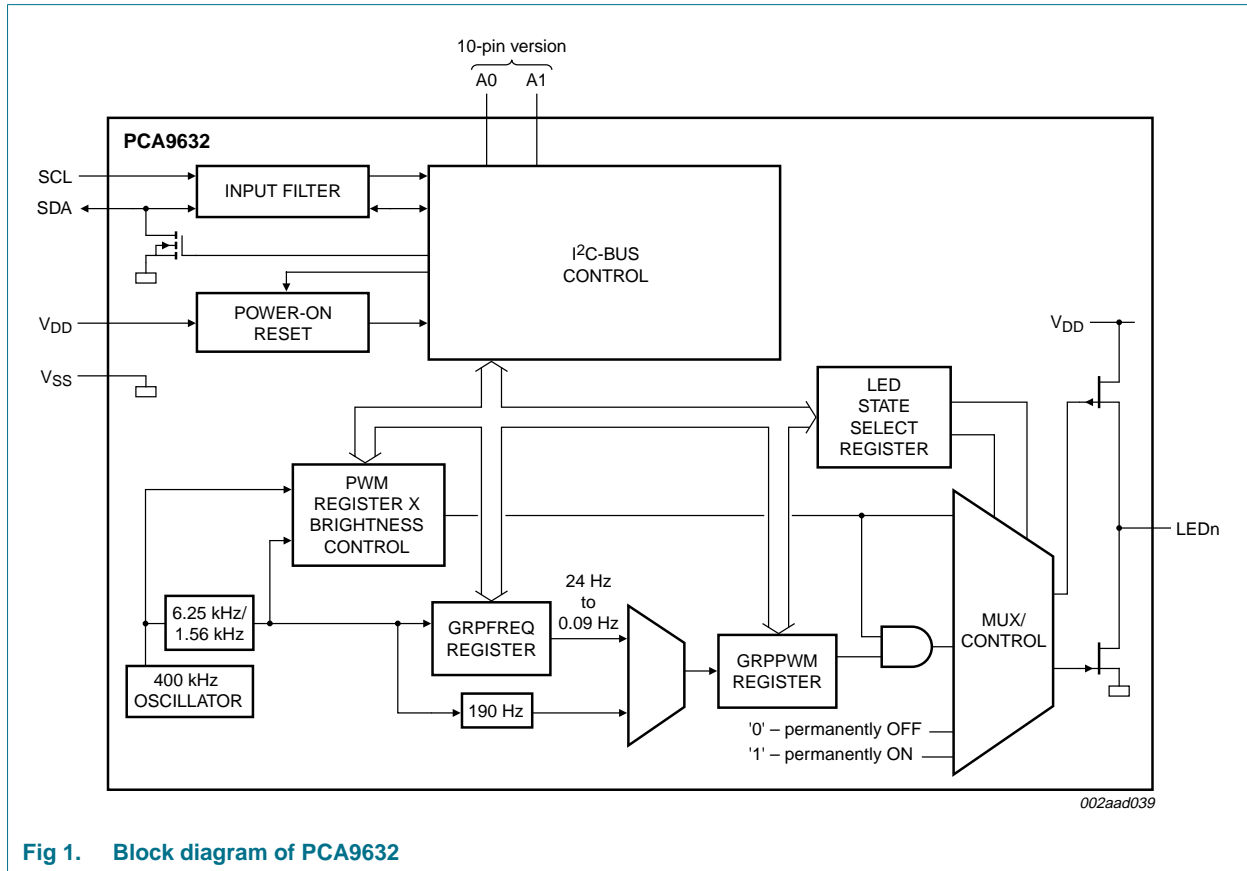 10-pin version
A0 A1
PCA9632
SCL
SDA
INPUT FILTER
I²C-BUS
CONTROL
POWER-ON
RESET
VDD
VSS
VDD
LED
STATE
SELECT
REGISTER
PWM
REGISTER X
BRIGHTNESS
CONTROL
LEDn
24 Hz
to
0.09 Hz
6.25 kHz/
1.56 kHz
GRPFREQ
REGISTER
MUX/
CONTROL
GRPPWM
REGISTER
400 kHz
OSCILLATOR
190 Hz
'0' – permanently OFF
'1' – permanently ON
002aad039
Fig 1. Block diagram of PCA9632